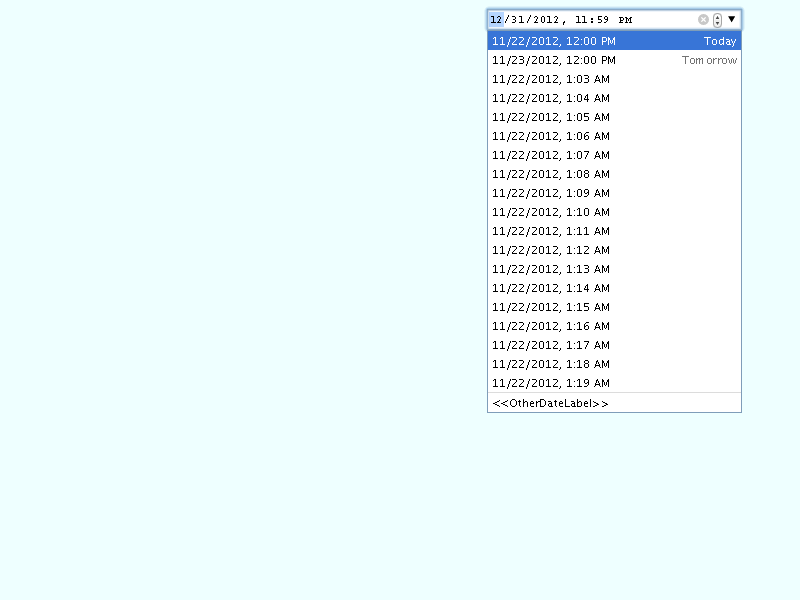 12/31/2012, 11:59 PM
11/22/2012, 12:00 PM Today
11/23/2012, 12:00 PM Tomorrow
11/22/2012, 1:03 AM
11/22/2012, 1:04 AM
11/22/2012, 1:05 AM
11/22/2012, 1:06 AM
11/22/2012, 1:07 AM
11/22/2012, 1:08 AM
11/22/2012, 1:09 AM
11/22/2012, 1:10 AM
11/22/2012, 1:11 AM
11/22/2012, 1:12 AM
11/22/2012, 1:13 AM
11/22/2012, 1:14 AM
11/22/2012, 1:15 AM
11/22/2012, 1:16 AM
11/22/2012, 1:17 AM
11/22/2012, 1:18 AM
11/22/2012, 1:19 AM
<<OtherDateLabel>>